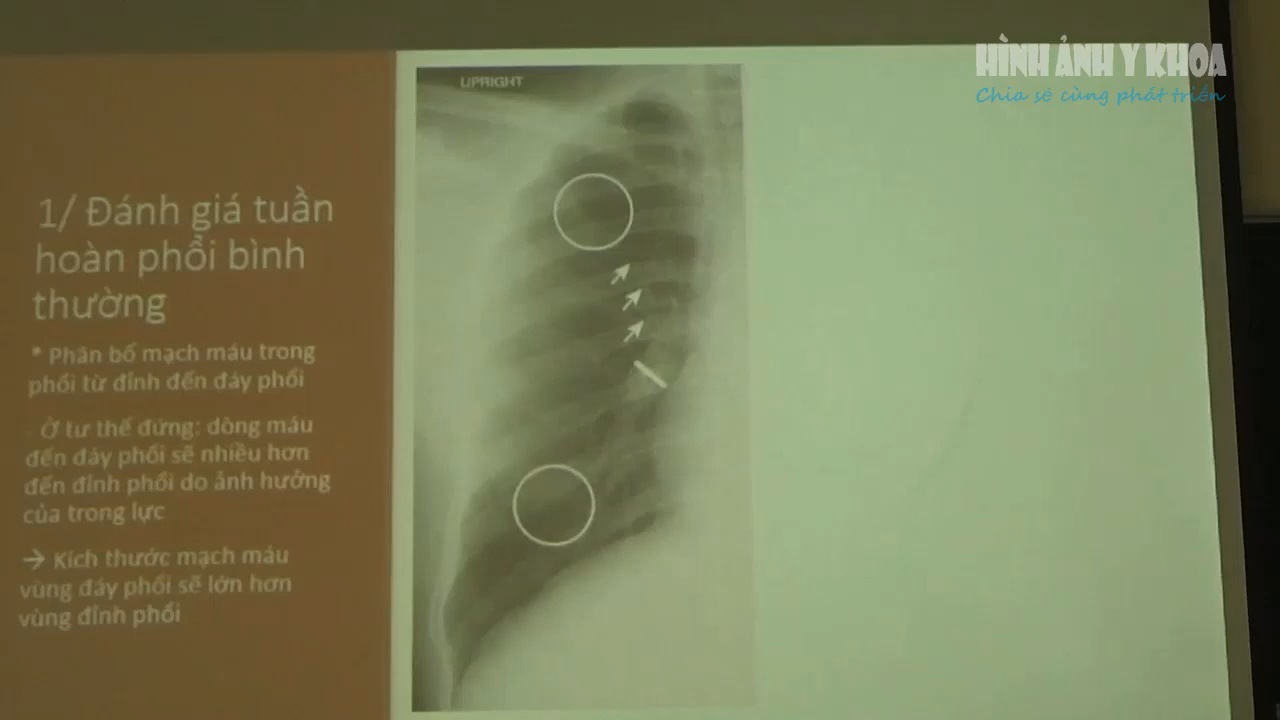 HÌNH ẢNH Y KHOA
Chia sẻ cùng phát triển
UPRIGHT
1/ Đánh giá tuần
hoàn phổi bình
thường
* Phân bố mạch máu trong
phổi từ đỉnh đến đáy phổi
- Ở tư thế đứng: dòng máu
đến đáy phổi sẽ nhiều hơn
đến đỉnh phổi do ảnh hưởng
của trong lực
→ Kích thước mạch máu
vùng đáy phổi sẽ lớn hơn
vùng đỉnh phổi